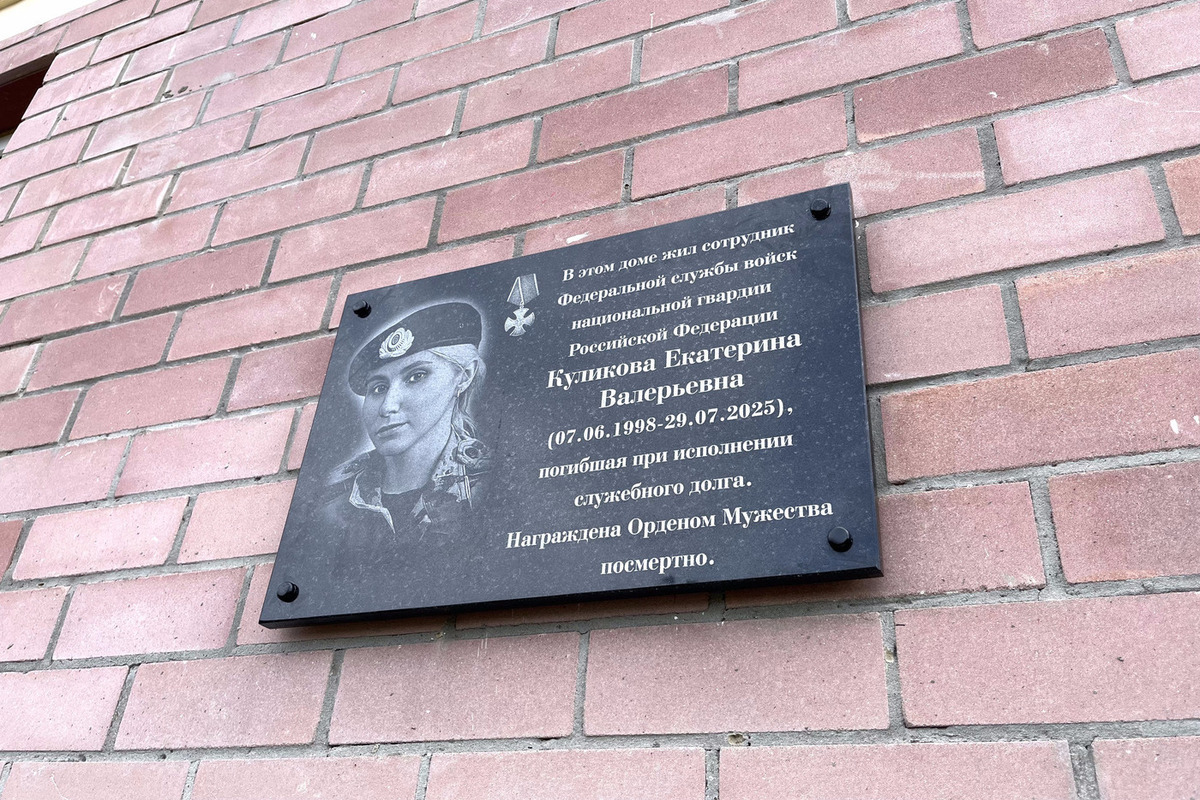 В этом доме жил сотрудник
Федеральной службы войск
национальной гвардии
Российской Федерации
Куликова Екатерина
Валерьевна
(07.06.1998-29.07.2025),
погибшая при исполнении
служебного долга.
Награждена Орденом Мужества
посмертно.